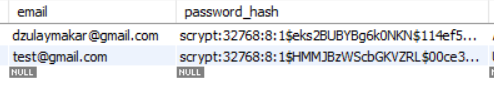 email password_hash
dzulaymakar@gmail.com scrypt:32768:8:1$eks2BUBYBg6k0NKN$114ef5...
test@gmail.com scrypt:32768:8:1$HMMJBzWScbGKVZRL$00ce3...
NULL NULL